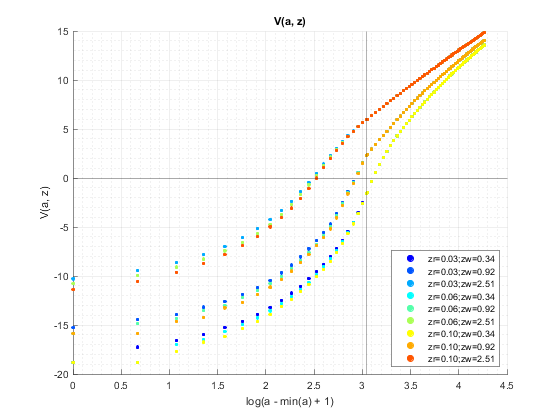 V(a, z)
15
10
5
0
-5
-10
-15
-20
V(a, z)
zr=0.03;zw=0.34
zr=0.03;zw=0.92
zr=0.03;zw=2.51
zr=0.06;zw=0.34
zr=0.06;zw=0.92
zr=0.06;zw=2.51
zr=0.10;zw=0.34
zr=0.10;zw=0.92
zr=0.10;zw=2.51
0 0.5 1 1.5 2 2.5 3 3.5 4 4.5
log(a - min(a) + 1)